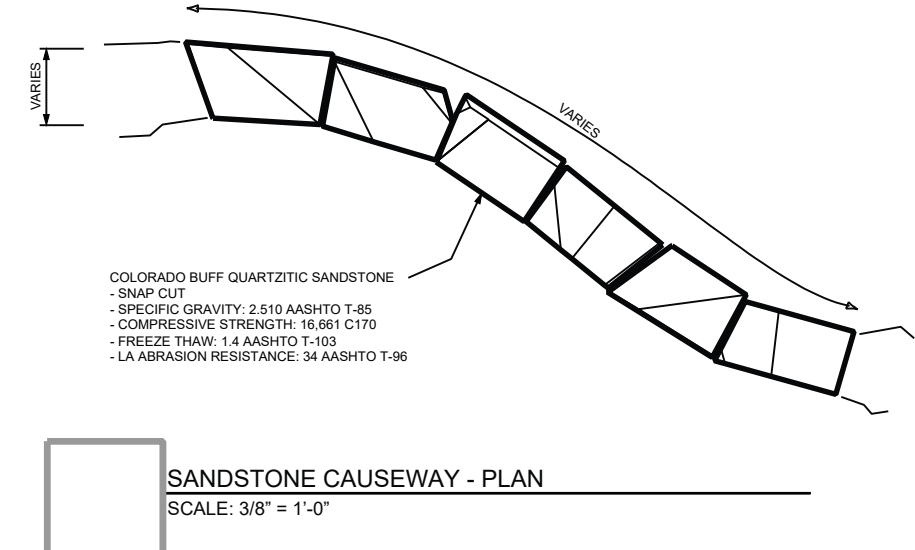 VARIES
VARIES
COLORADO BUFF QUARTZITIC SANDSTONE
- SNAP CUT
- SPECIFIC GRAVITY: 2.510 AASHTO T-85
- COMPRESSIVE STRENGTH: 16,661 C170
- FREEZE THAW: 1.4 AASHTO T-103
- LA ABRASION RESISTANCE: 34 AASHTO T-96
SANDSTONE CAUSEWAY - PLAN
SCALE: 3/8" = 1'-0"